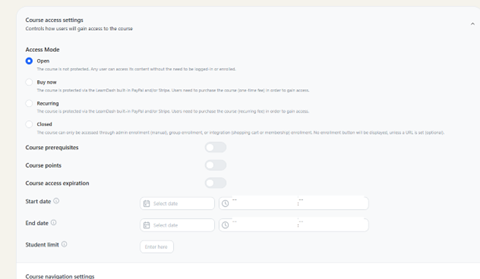 Course access settings
Controls how users will gain access to the course
Access Mode
Open
The course is not protected. Any user can access its content without the need to be logged in or enrolled.
Buy now
The course is protected via the LearnDash built-in PayPal and/or Stripe. Users need to purchase the course (one-time fee) in order to gain access.
Recurring
The course is protected via the LearnDash built-in PayPal and/or Stripe. Users need to purchase the course (recurring fee) in order to gain access.
Closed
The course can only be accessed through admin enrollment (manual), group enrollment, or integration (shopping cart or membership) enrollment. No enrollment button will be displayed, unless a URL is set (optional).
Course prerequisites
Course points
Course access expiration
Start date
Select date
:
End date
Select date
:
Student limit
Enter here
Course navigation settings